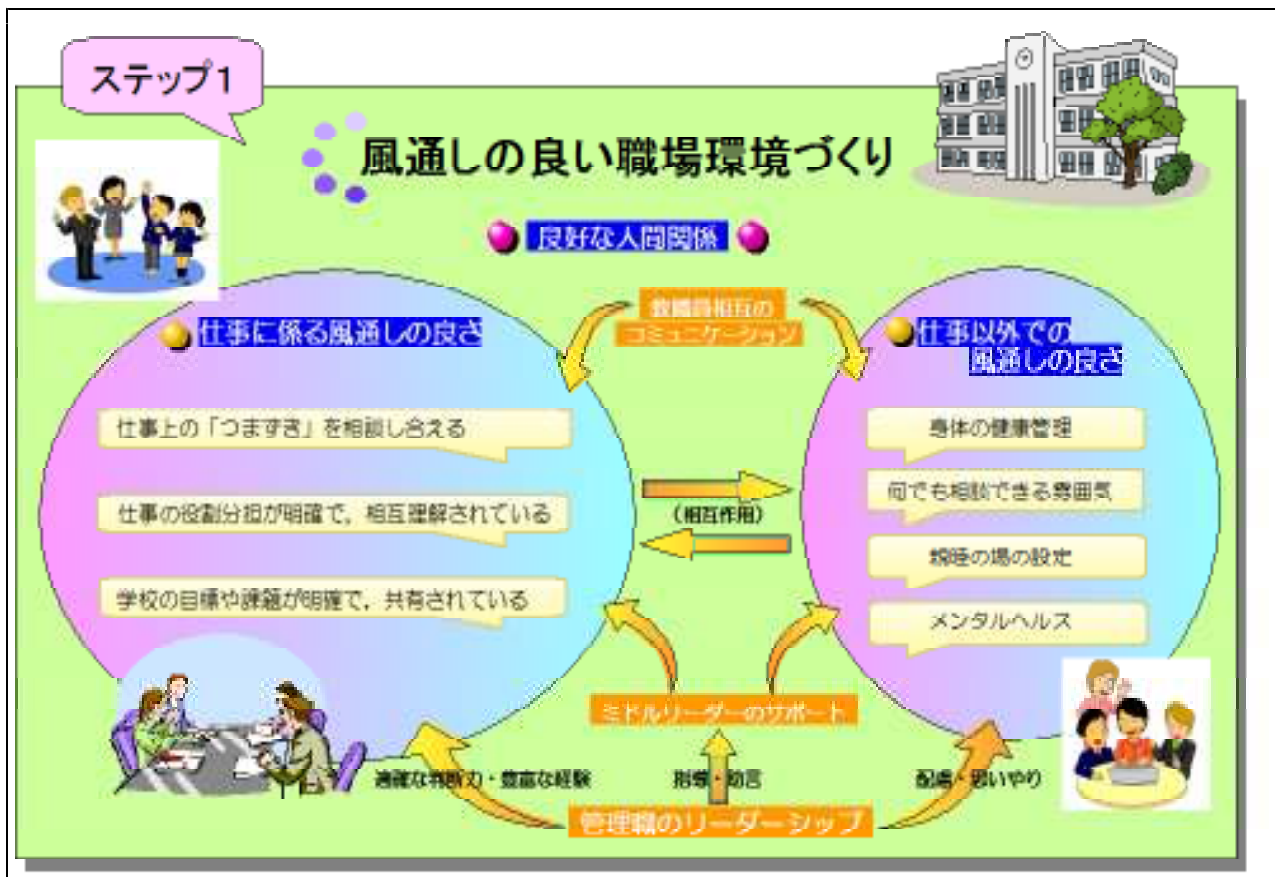 ステップ1
風通しの良い職場環境づくり
良好な人間関係
教職員相互の
コミュニケーション
仕事に係る風通しの良さ
仕事上の「つまずき」を相談し合える
仕事の役割分担が明確で，相互理解されている
学校の目標や課題が明確で，共有されている
(相互作用)
仕事以外での
風通しの良さ
身体の健康管理
何でも相談できる雰囲気
親睦の場の設定
メンタルヘルス
ミドルリーダーのサポート
適確な判断力・豊富な経験
指導・助言
配慮・思いやり
管理職のリーダーシップ